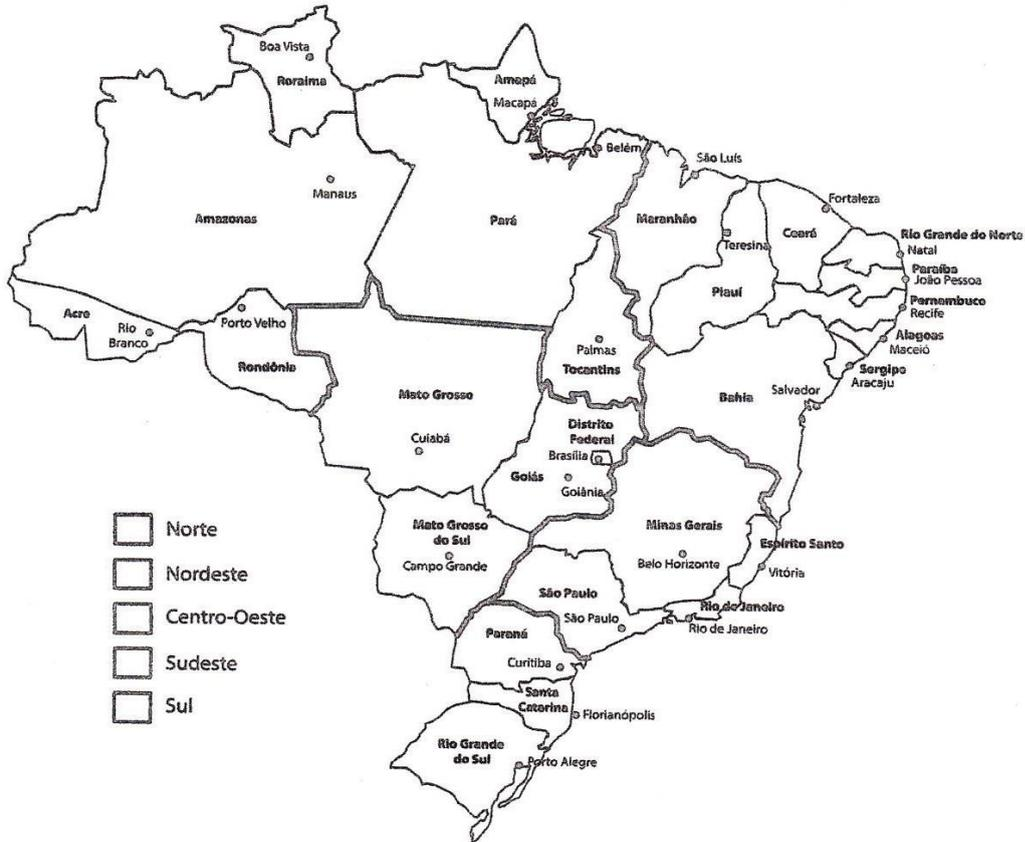 Boa Vista
Roraima
Amapá
Macapá
Belém
São Luís
Manaus
Amazonas
Pará
Maranhão
Fortaleza
Teresina
Ceará
Rio Grande do Norte
Natal
Paraíba
João Pessoa
Piauí
Pernambuco
Recife
Acre
Rio
Branco
Porto Velho
Rondônia
Palmas
Tocantins
Alagoas
Maceió
Sergipe
Aracaju
Mato Grosso
Cuiabá
Salvador
Bahia
Distrito
Federal
Brasília
Goiás
Goiânia
Mato Grosso
do Sul
Campo Grande
Minas Gerais
Belo Horizonte
Espírito Santo
Vitória
São Paulo
São Paulo
Rio de Janeiro
Rio de Janeiro
Paraná
Curitiba
Santa
Catarina
Florianópolis
Rio Grande
do Sul
Porto Alegre
Norte
Nordeste
Centro-Oeste
Sudeste
Sul